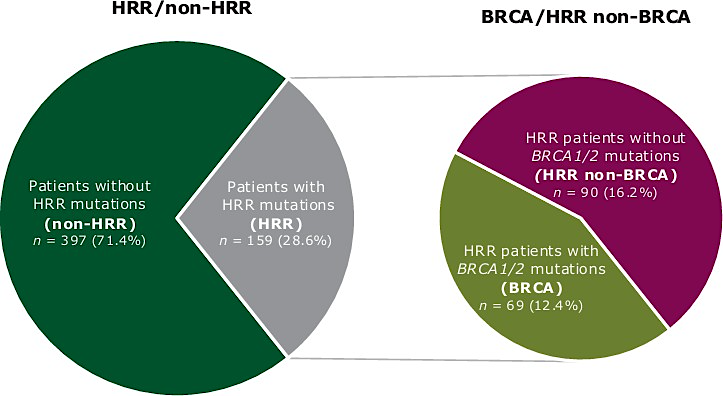 HRR/non-HRR
BRCA/HRR non-BRCA
Patients without
HRR mutations
(non-HRR)
n = 397 (71.4%)
Patients with
HRR mutations
(HRR)
n = 159 (28.6%)
HRR patients without
BRCA1/2 mutations
(HRR non-BRCA)
n = 90 (16.2%)
HRR patients with
BRCA1/2 mutations
(BRCA)
n = 69 (12.4%)